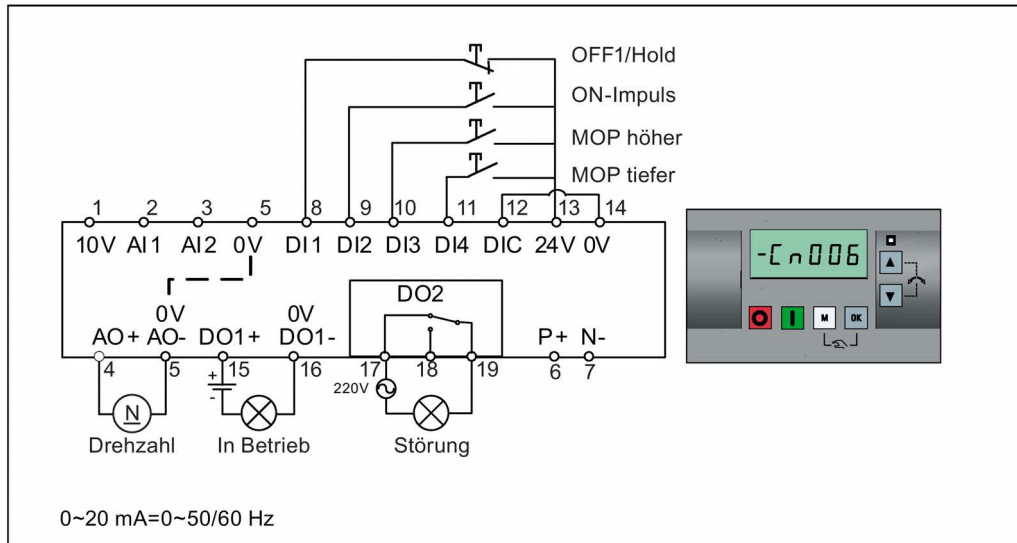 OFF1/Hold
ON-Impuls
MOP höher
MOP tiefer
1 2 3 5 8 9 10 11 12 13 14
10V AI1 AI2 0V DI1 DI2 DI3 DI4 DIC 24V 0V
-Cn006
DO2
0V 0V
AO+ AO- DO1+ DO1- P+ N-
M OK
4 5 15 16 17 18 19 6 7
+
-
220V
N
Drehzahl In Betrieb Störung
0~20 mA=0~50/60 Hz